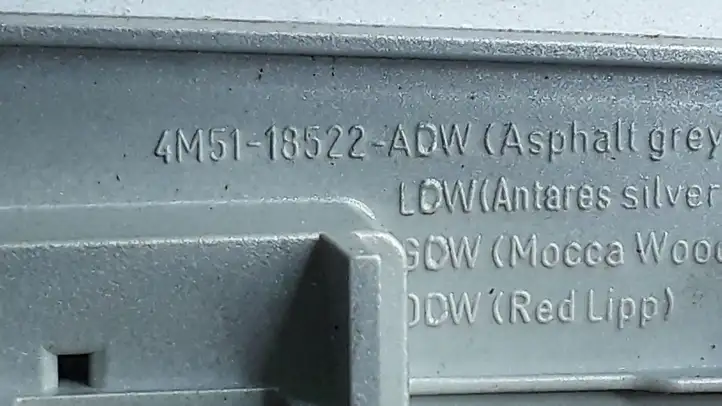 4M51-18522-ADW (Asphalt grey
LDW(Antares silver
GDW (Mocca Wood
DDW (Red Lipp)